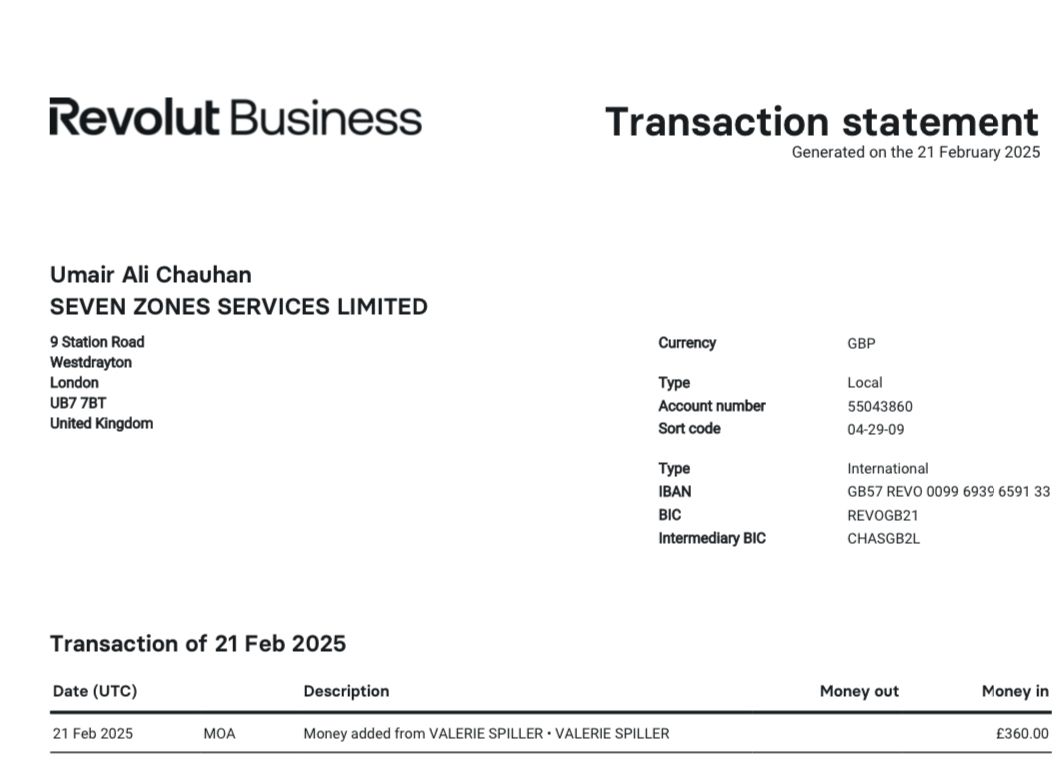 Revolut Business
Transaction statement
Generated on the 21 February 2025
Umair Ali Chauhan
SEVEN ZONES SERVICES LIMITED
9 Station Road
Westdrayton
London
UB7 7BT
United Kingdom
Currency GBP
Type Local
Account number 55043860
Sort code 04-29-09
Type International
IBAN GB57 REVO 0099 6939 6591 33
BIC REVOGB21
Intermediary BIC CHASGB2L
Transaction of 21 Feb 2025
Date (UTC) Description Money out Money in
21 Feb 2025 MOA Money added from VALERIE SPILLER • VALERIE SPILLER £360.00